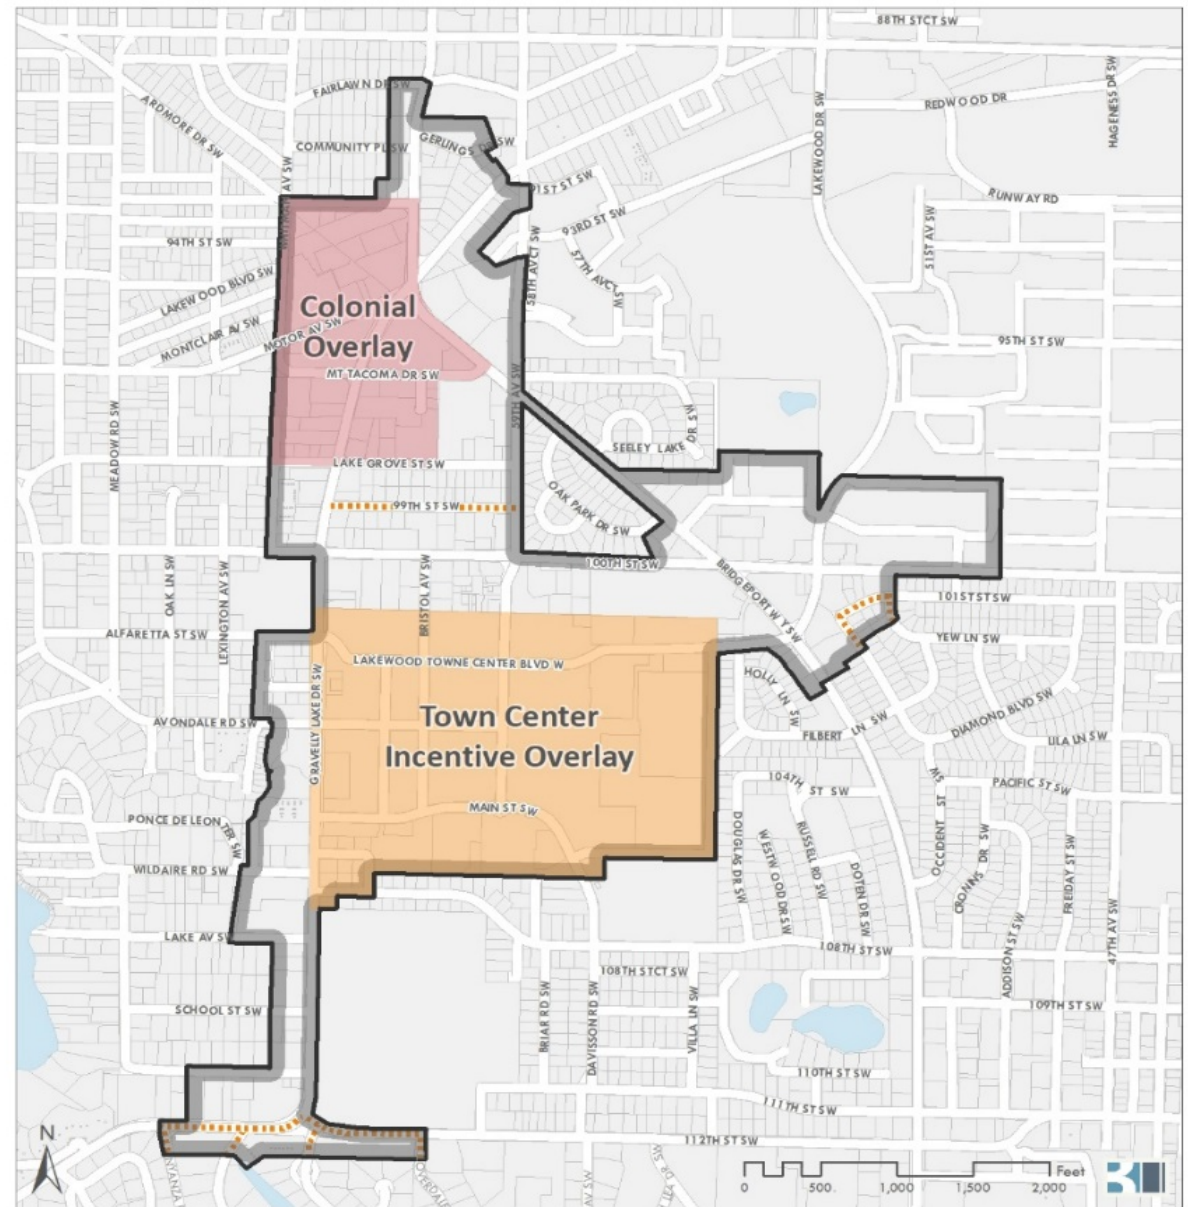 88TH STCT SW
FAIRLAWN DR SW
ARDMORE DR SW
REDWOOD DR
HAGENESS DR SW
GERLINGS DR SW
COMMUNITY PL SW
LAKEWOOD DR SW
AV SW
91ST ST SW
RUNWAY RD
93RD ST SW
94TH ST SW
51ST AV SW
58TH AVCT SW
57TH AVCT SW
LAKEWOOD BLVD SW
Colonial
Overlay
MONTCLAIR AV SW
MOTOR AV SW
95TH ST SW
MT TACOMA DR SW
59TH AV SW
MEADOW RD SW
SEELEY LAKE DR SW
LAKE GROVE ST SW
OAK PARK DR SW
99TH ST SW
100TH ST SW
OAK LN SW
LEXINGTON AV SW
BRISTOL AV SW
BRIDGEPORT WY SW
101ST ST SW
ALFARETTA ST SW
YEW LN SW
LAKEWOOD TOWNE CENTER BLVD W
GRAVELLY LAKE DR SW
HOLLY LN SW
Town Center
Incentive Overlay
AVONDALE RD SW
FILBERT LN SW
DIAMOND BLVD SW
LILA LN SW
104TH ST SW
PACIFIC ST SW
MAIN ST SW
PONCE DE LEON TER SW
DOUGLAS DR SW
WESTWOOD DR SW
RUSSELL RD SW
DOTEN DR SW
OCCIDENT ST SW
CRONINS DR SW
FREIDAY ST SW
WILDAIRE RD SW
LAKE AV SW
47TH AV SW
108TH ST SW
108TH STCT SW
ADDISON ST SW
SCHOOL ST SW
109TH ST SW
BRIAR RD SW
DAVISSON RD SW
VILLA LN SW
110TH ST SW
111TH ST SW
112TH ST SW
N
AV SW
Feet
0 500 1,000 1,500 2,000